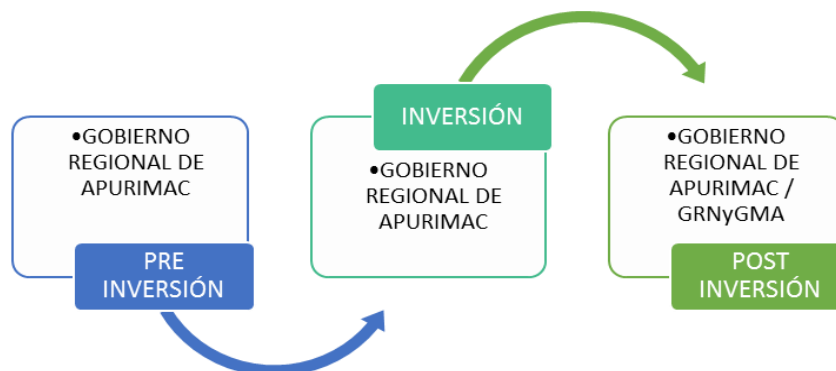 •GOBIERNO
REGIONAL DE
APURIMAC
PRE
INVERSIÓN
INVERSIÓN
•GOBIERNO
REGIONAL DE
APURIMAC
•GOBIERNO
REGIONAL DE
APURIMAC /
GRNyGMA
POST
INVERSIÓN